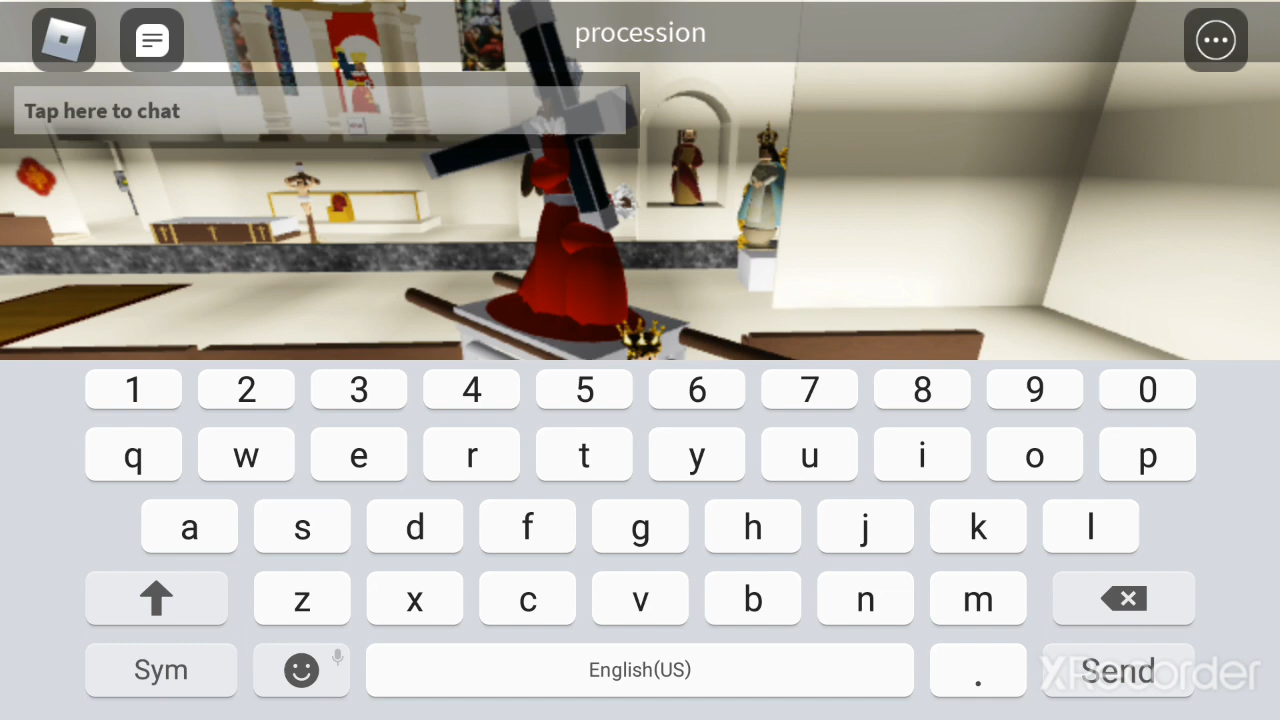 procession
Tap here to chat
1 2 3 4 5 6 7 8 9 0
q w e r t y u i o p
a s d f g h j k l
z x c v b n m
Sym English(US) . Send
XRecorder